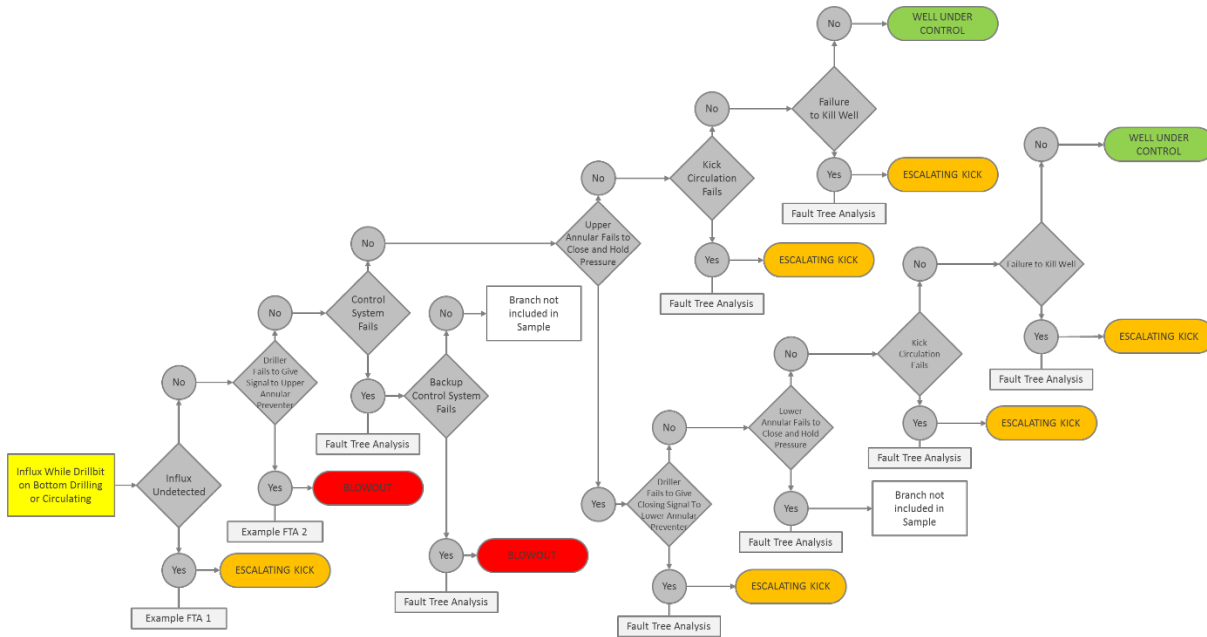 No
WELL UNDER
CONTROL
Failure
to Kill Well
No
Yes
ESCALATING KICK
Fault Tree Analysis
No
Kick
Circulation
Fails
Yes
ESCALATING KICK
Fault Tree Analysis
No
WELL UNDER
CONTROL
Failure to Kill Well
No
Yes
ESCALATING KICK
Fault Tree Analysis
No
Upper
Annular Fails to
Close and Hold
Pressure
No
Control
System
Fails
Yes
Fault Tree Analysis
No
Branch not
included in
Sample
Backup
Control System
Fails
Yes
BLOWOUT
Fault Tree Analysis
No
Driller
Fails to Give
Signal to Upper
Annular
Preventer
Yes
BLOWOUT
Example FTA 2
No
Influx While Drillbit
on Bottom Drilling
or Circulating
Influx
Undetected
Yes
ESCALATING KICK
Example FTA 1
Yes
Driller
Fails to Give
Closing Signal To
Lower Annular
Preventer
No
Yes
ESCALATING KICK
Fault Tree Analysis
Lower
Annular Fails to
Close and Hold
Pressure
No
Yes
Branch not
included in
Sample
Fault Tree Analysis
Kick
Circulation
Fails
Yes
ESCALATING KICK
Fault Tree Analysis